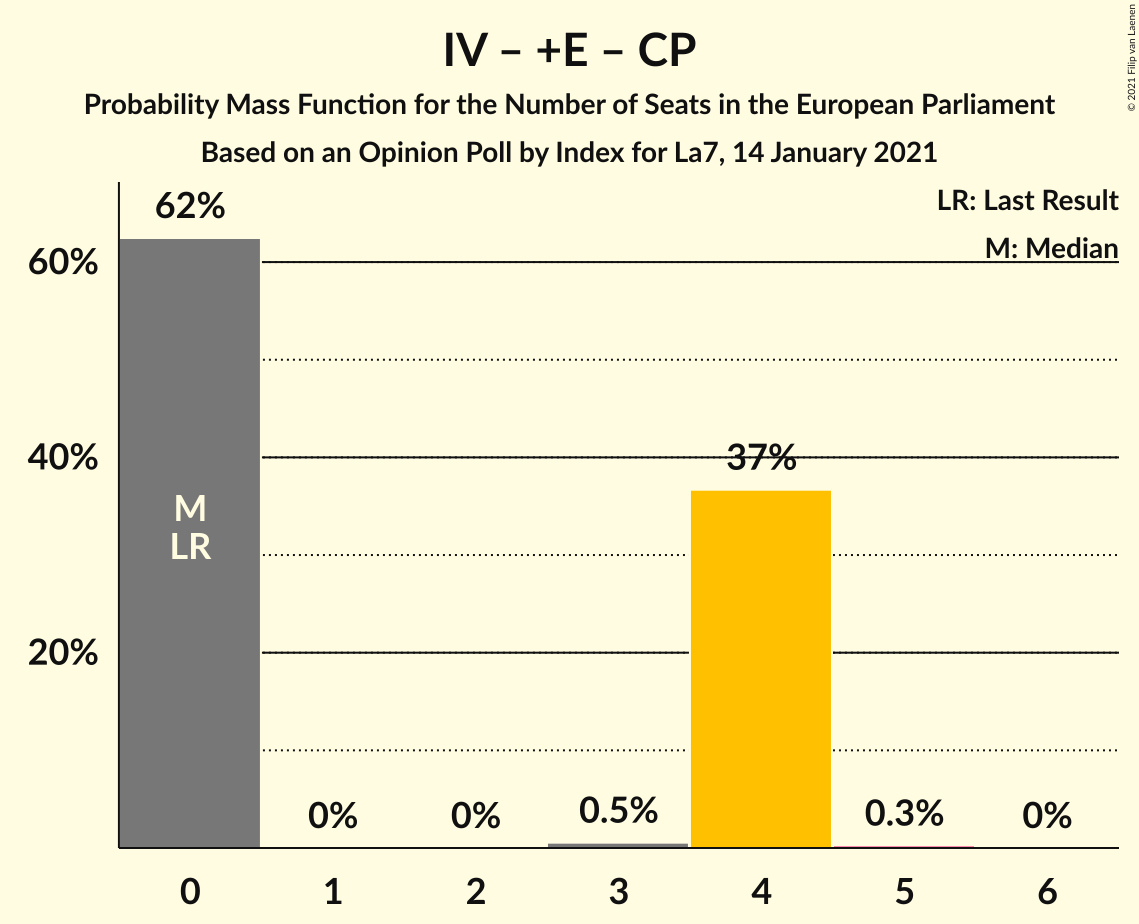 IV – +E – CP
Probability Mass Function for the Number of Seats in the European Parliament
Based on an Opinion Poll by Index for La7, 14 January 2021
© 2021 Filip van Laenen
LR: Last Result
M: Median
62%
60%
40%
37%
M
LR
20%
0%
0%
0.5%
0.3%
0%
0 1 2 3 4 5 6